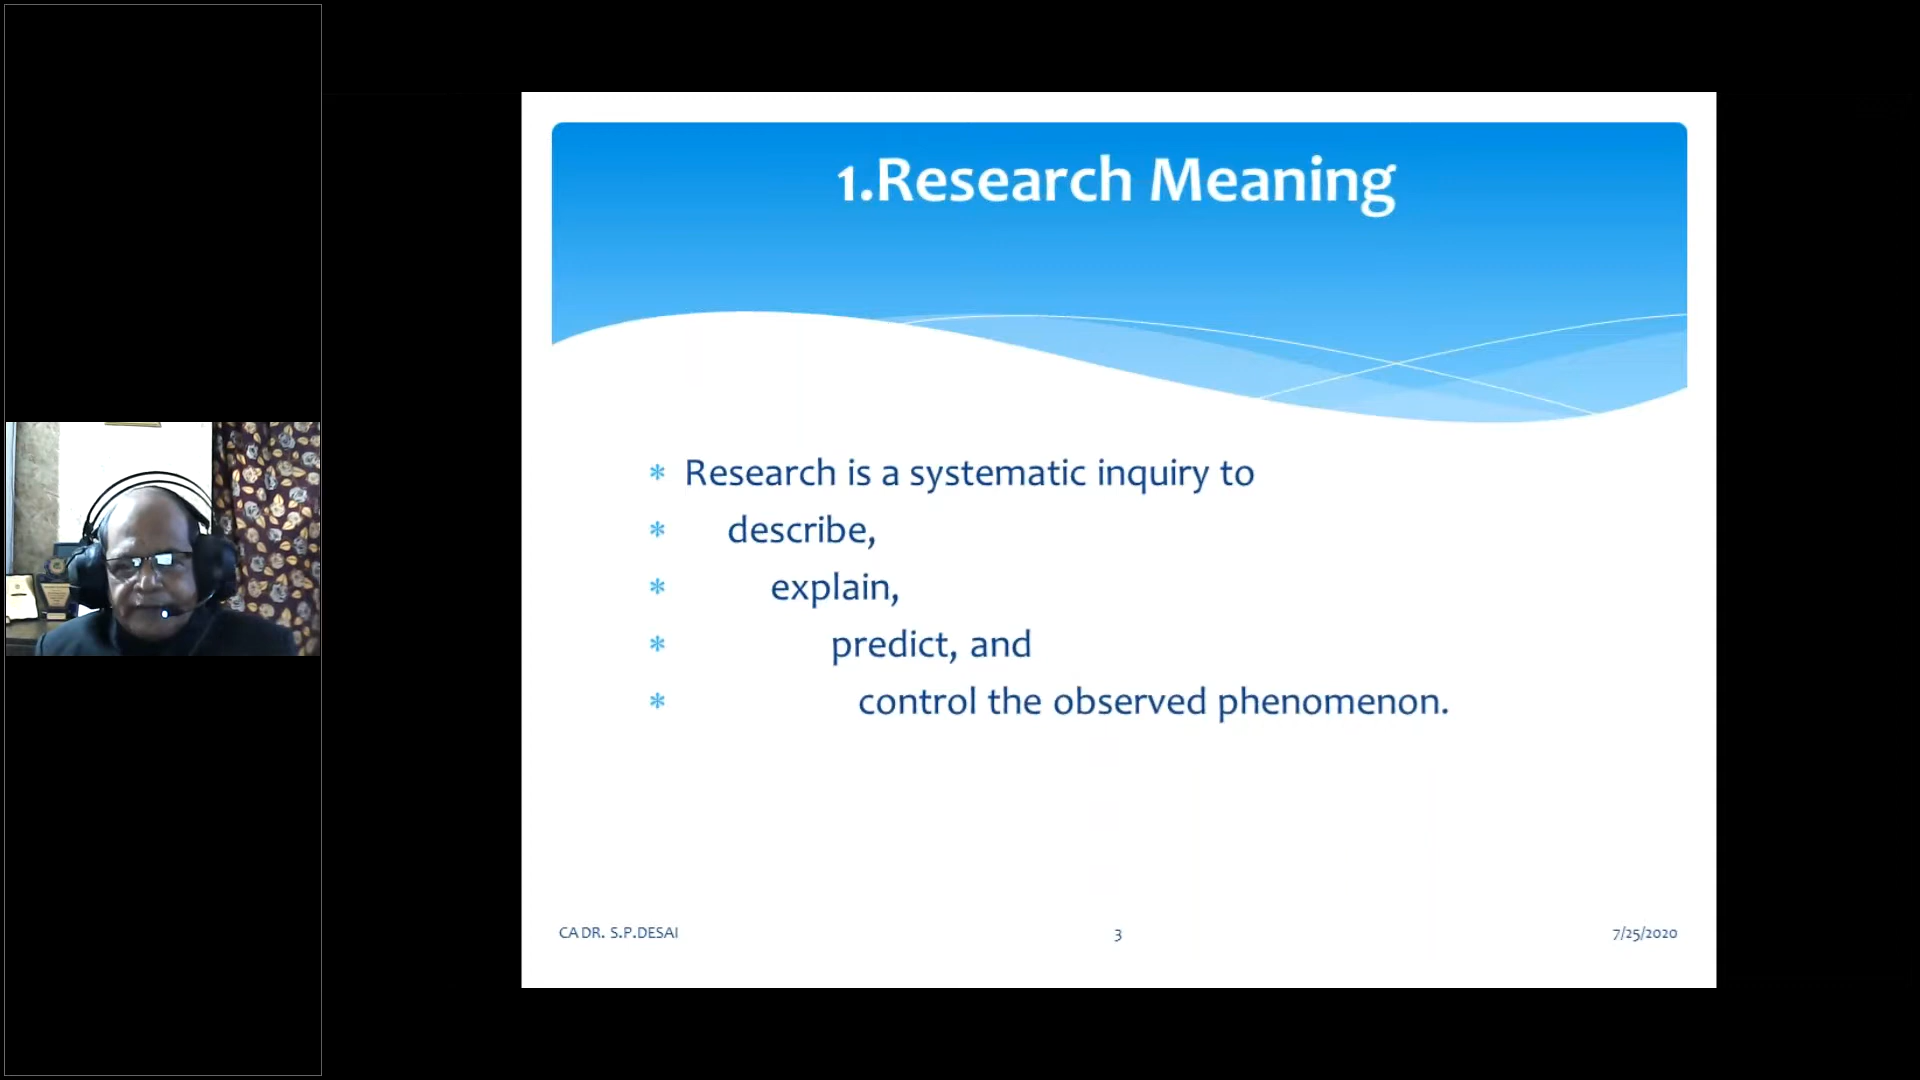 1.Research Meaning
* Research is a systematic inquiry to
* describe,
* explain,
* predict, and
* control the observed phenomenon.
CA DR. S.P.DESAI
3
7/25/2020